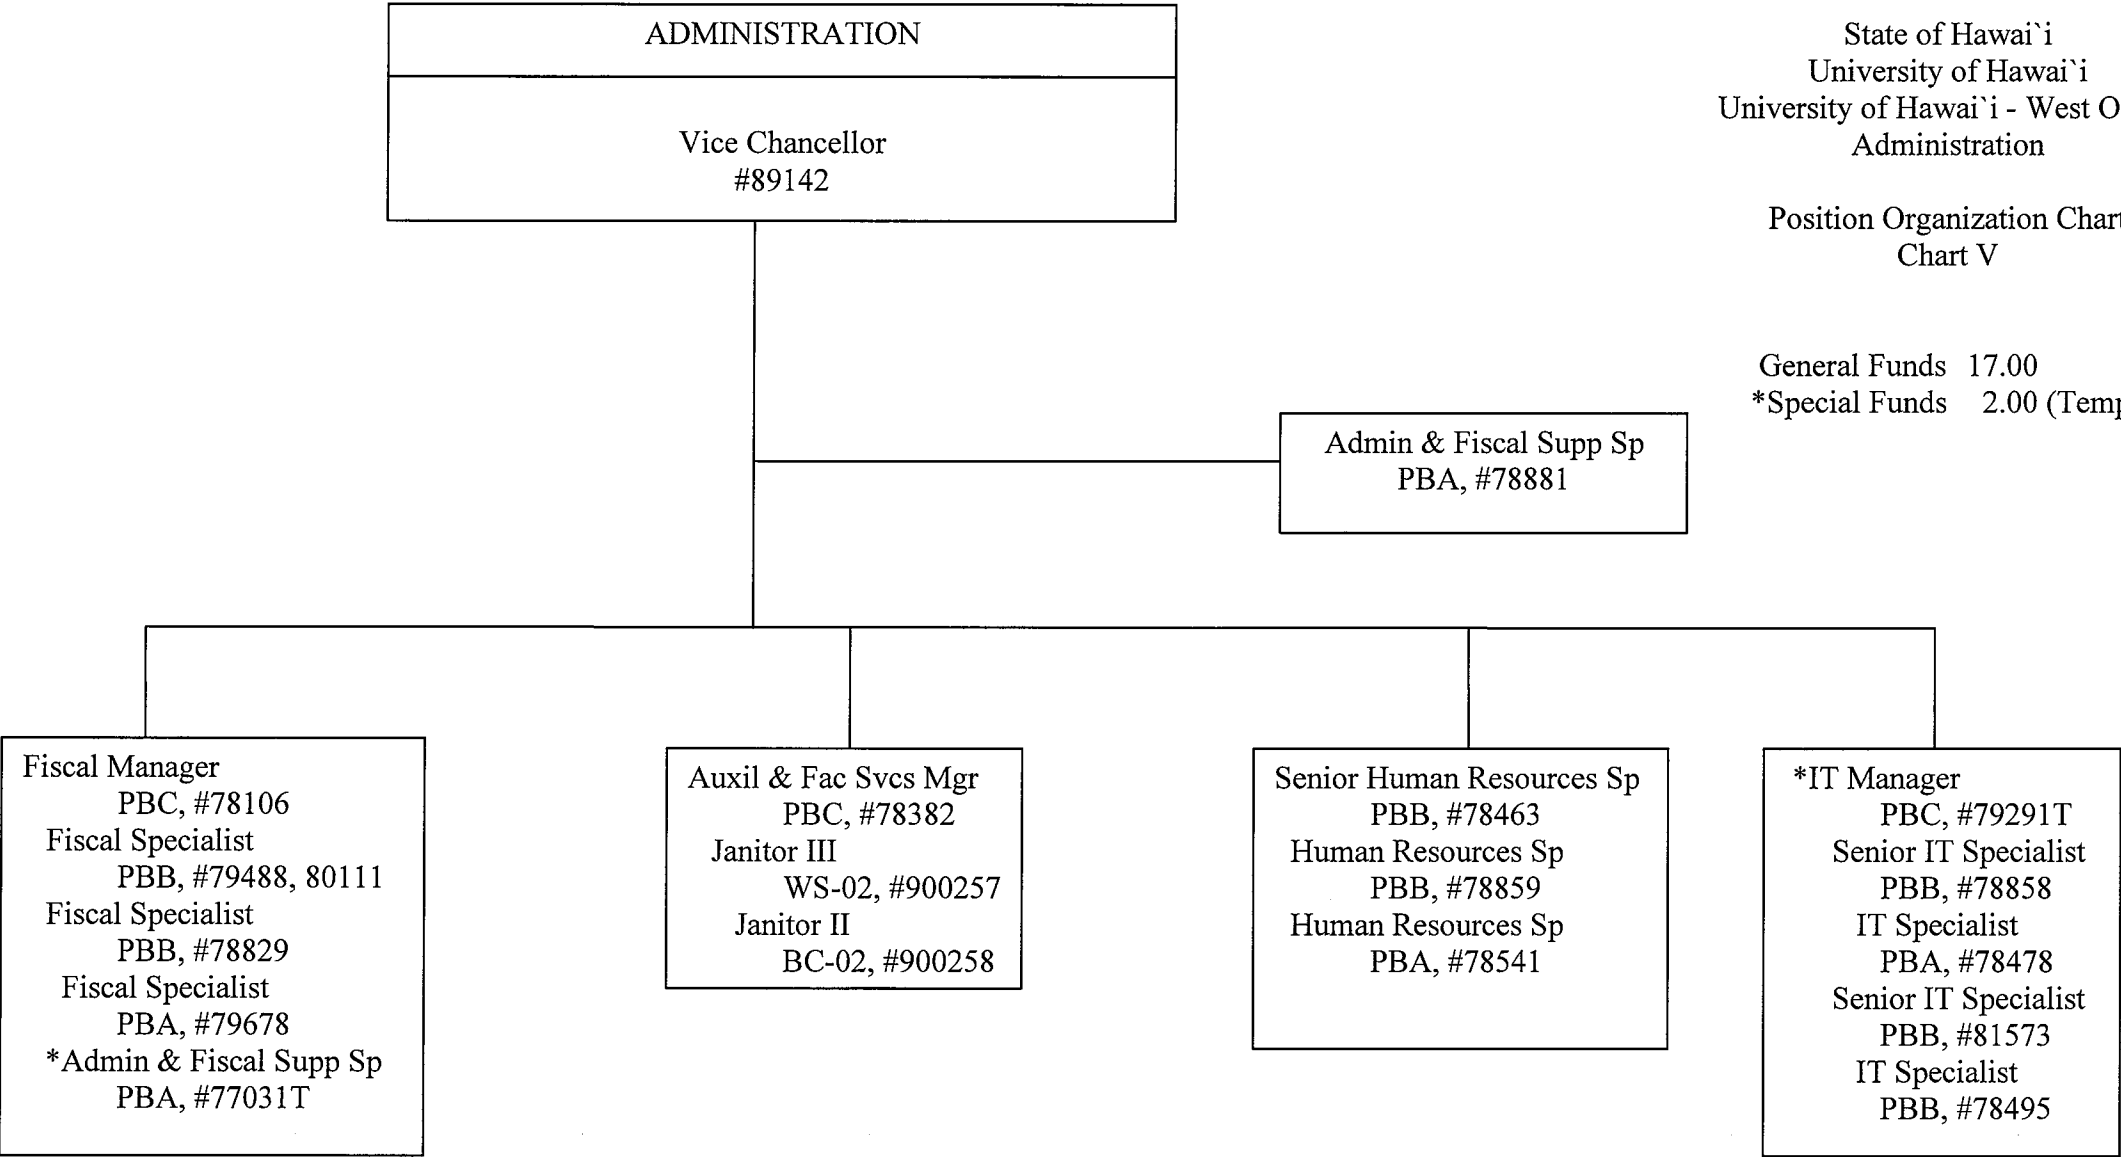 ADMINISTRATION
Vice Chancellor
#89142
State of Hawai`i
University of Hawai`i
University of Hawai`i - West O
Administration
Position Organization Chart
Chart V
General Funds 17.00
*Special Funds 2.00 (Temp
Admin & Fiscal Supp Sp
PBA, #78881
Fiscal Manager
PBC, #78106
Fiscal Specialist
PBB, #79488, 80111
Fiscal Specialist
PBB, #78829
Fiscal Specialist
PBA, #79678
*Admin & Fiscal Supp Sp
PBA, #77031T
Auxil & Fac Svcs Mgr
PBC, #78382
Janitor III
WS-02, #900257
Janitor II
BC-02, #900258
Senior Human Resources Sp
PBB, #78463
Human Resources Sp
PBB, #78859
Human Resources Sp
PBA, #78541
*IT Manager
PBC, #79291T
Senior IT Specialist
PBB, #78858
IT Specialist
PBA, #78478
Senior IT Specialist
PBB, #81573
IT Specialist
PBB, #78495